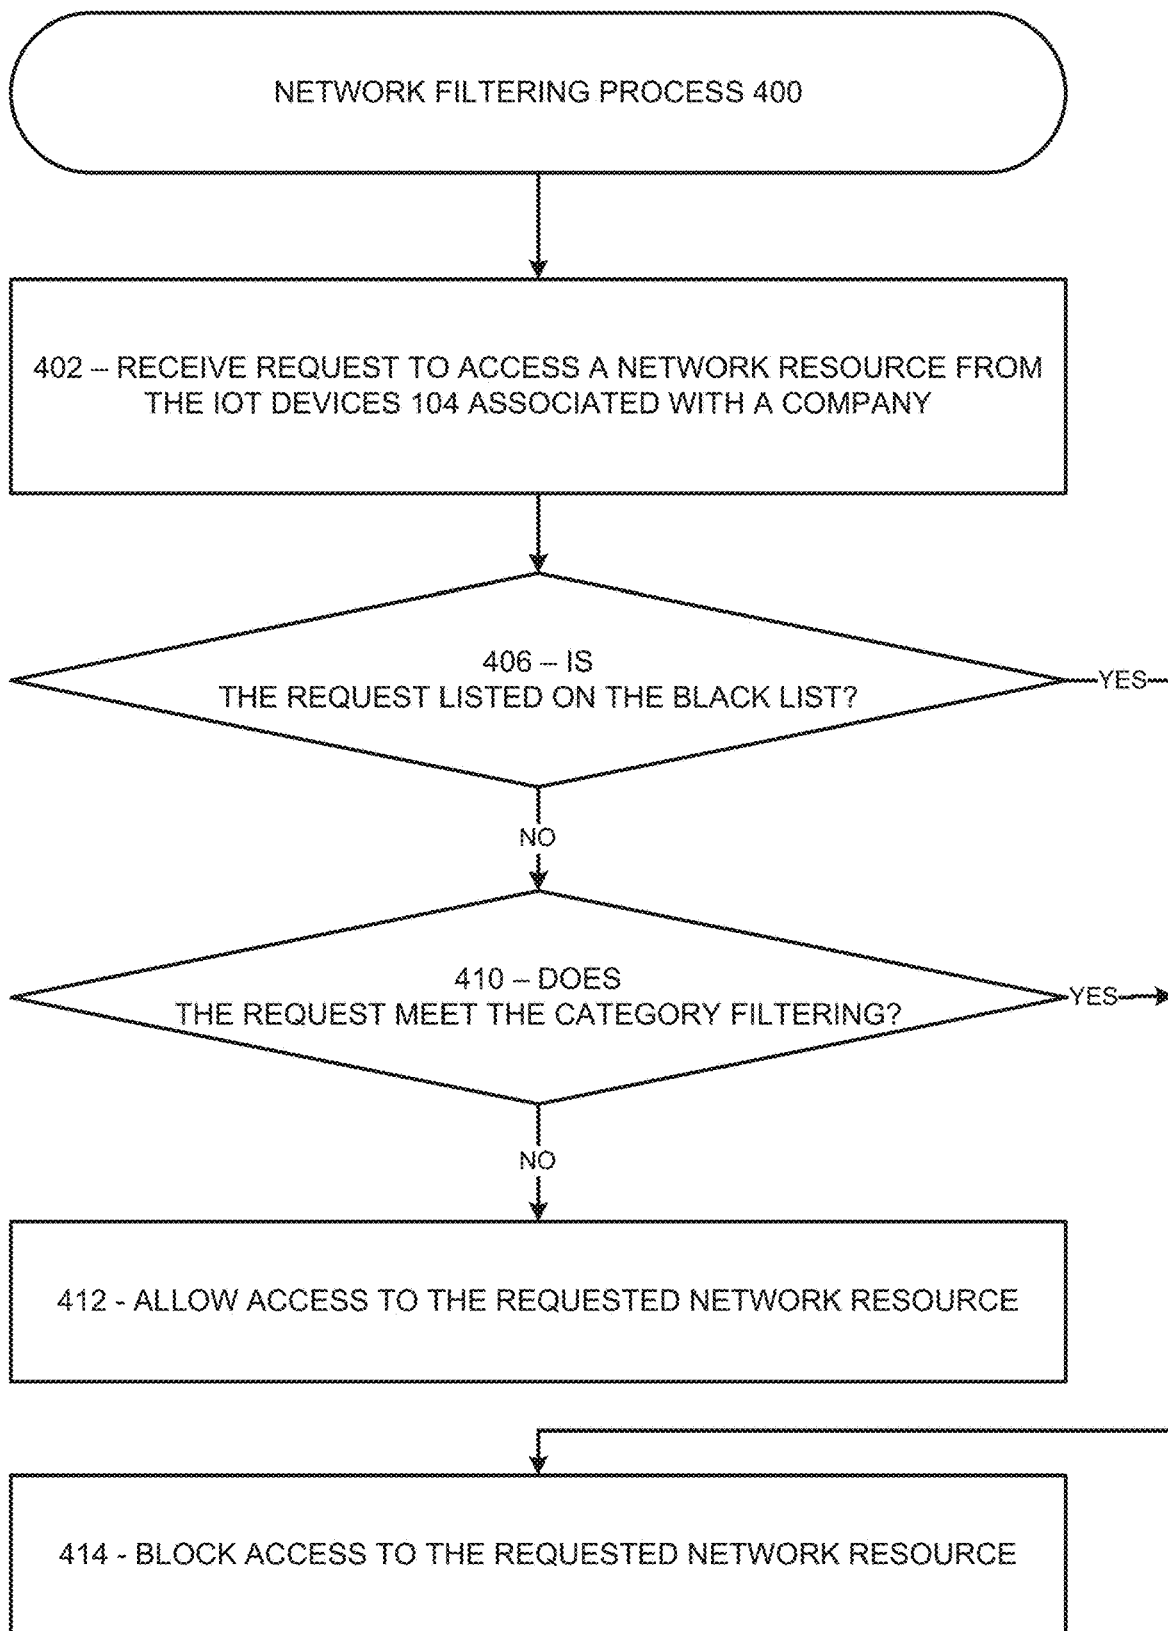 NETWORK FILTERING PROCESS 400
402 – RECEIVE REQUEST TO ACCESS A NETWORK RESOURCE FROM
THE IOT DEVICES 104 ASSOCIATED WITH A COMPANY
406 – IS
THE REQUEST LISTED ON THE BLACK LIST?
YES
NO
410 – DOES
THE REQUEST MEET THE CATEGORY FILTERING?
YES
NO
412 - ALLOW ACCESS TO THE REQUESTED NETWORK RESOURCE
414 - BLOCK ACCESS TO THE REQUESTED NETWORK RESOURCE